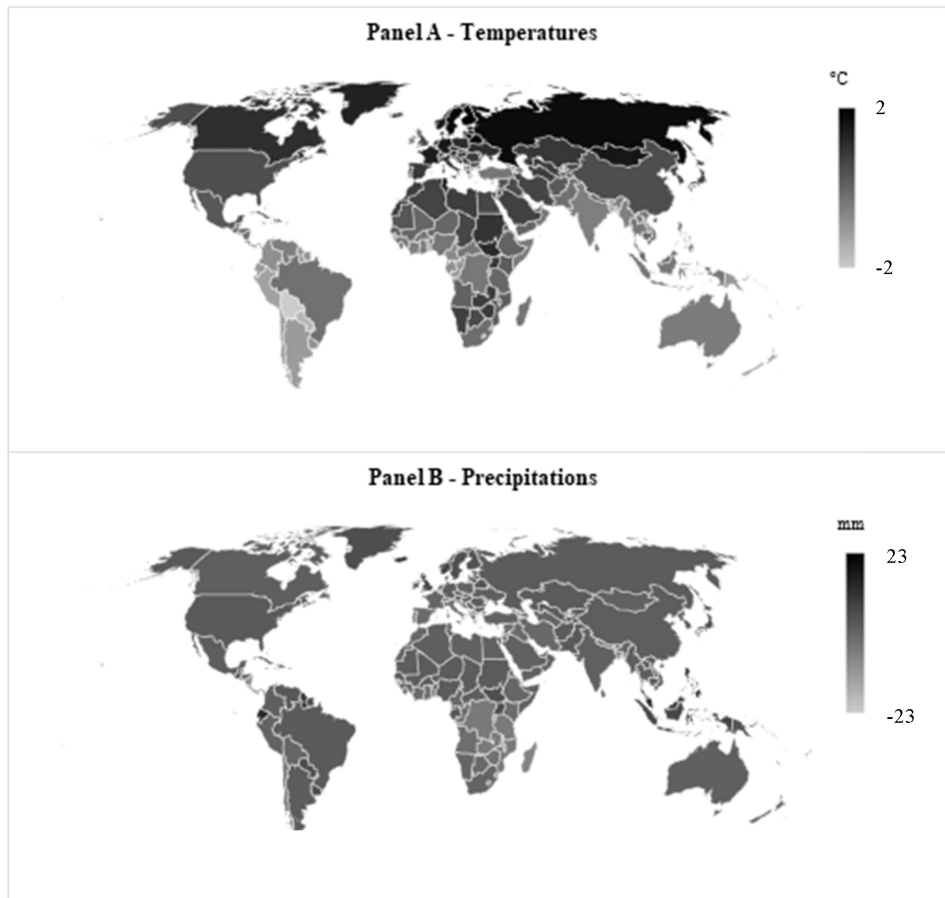 Panel A - Temperatures
°C
2
-2
Panel B - Precipitations
mm
23
-23